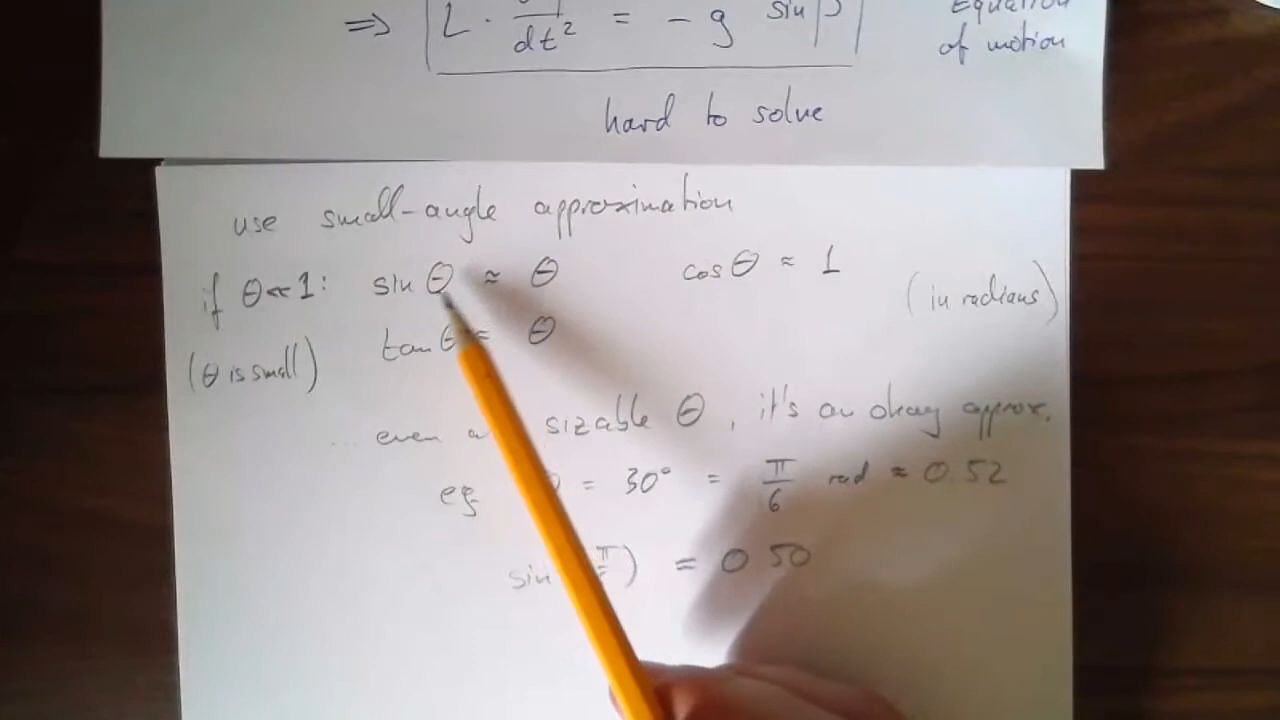 ⇒ L · dt² = - g sin β Equation
of motion
hard to solve
use small-angle approximation
if θ≪1: sin θ ≈ θ cos θ ≈ 1 (in radians)
(θ is small) tan θ ≈ θ
... even a sizable θ, it's an okay approx.
eg = 30° = π/6 rad ≈ 0.52
sin π ) = 0.50